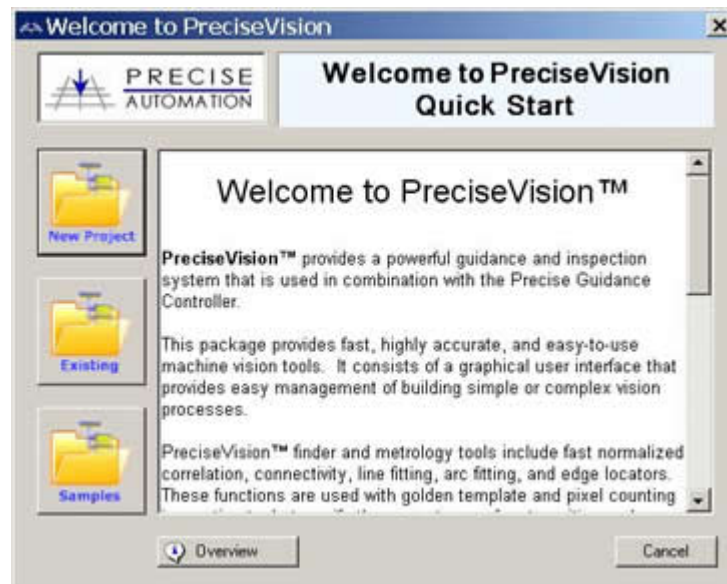 Welcome to PreciseVision
PRECISE
AUTOMATION
Welcome to PreciseVision
Quick Start
New Project
Existing
Samples
Welcome to PreciseVision™
PreciseVision™ provides a powerful guidance and inspection
system that is used in combination with the Precise Guidance
Controller.
This package provides fast, highly accurate, and easy-to-use
machine vision tools. It consists of a graphical user interface that
provides easy management of building simple or complex vision
processes.
PreciseVision™ finder and metrology tools include fast normalized
correlation, connectivity, line fitting, arc fitting, and edge locators.
These functions are used with golden template and pixel counting
Overview
Cancel